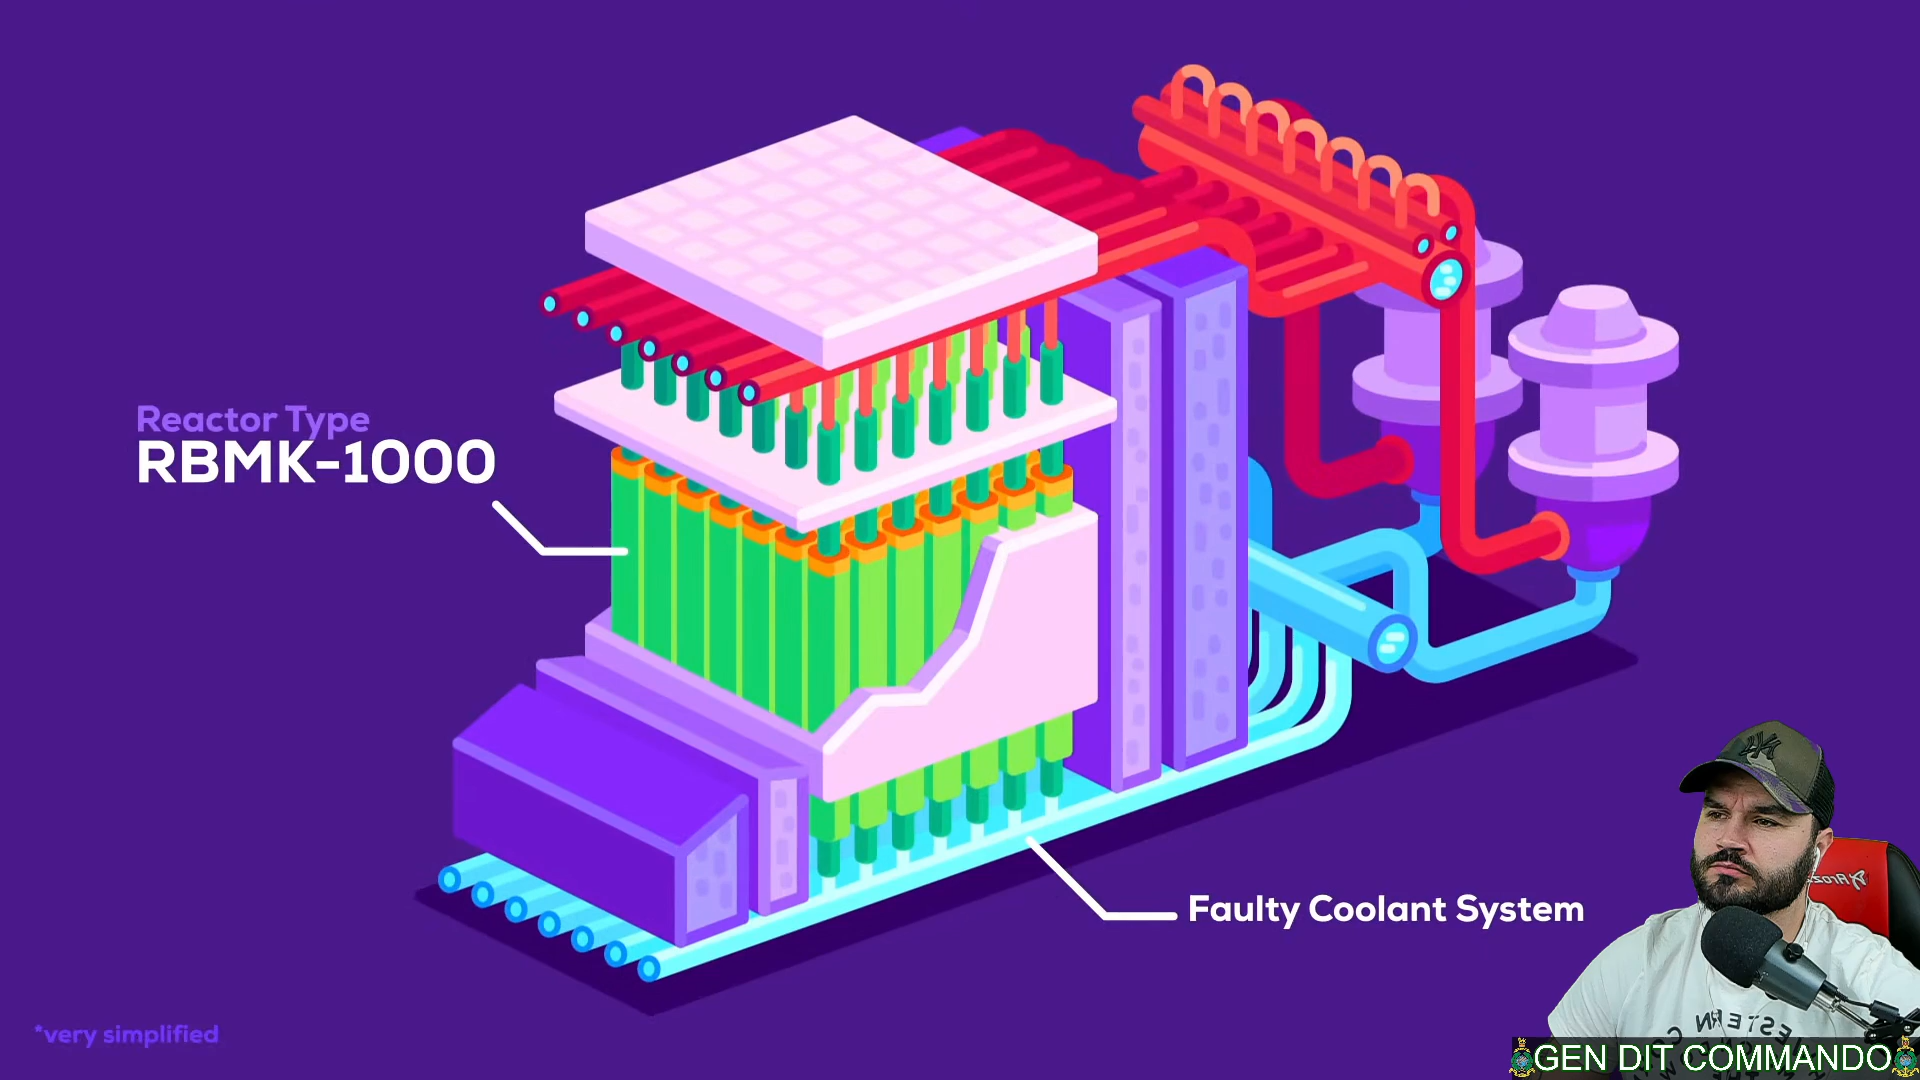 Reactor Type
RBMK-1000
Faulty Coolant System
*very simplified
GEN DIT COMMANDO